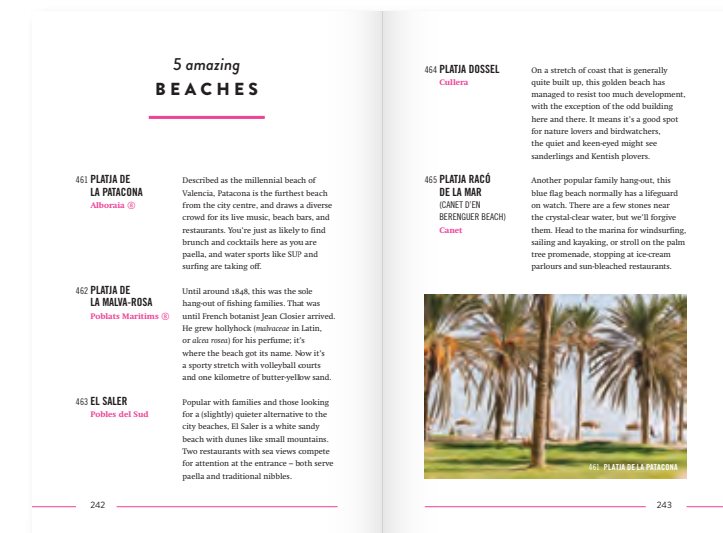 5 amazing
BEACHES
461 PLATJA DE
LA PATACONA
Alboraia ®
Described as the millennial beach of
Valencia, Patacona is the furthest beach
from the city centre, and draws a diverse
crowd for its live music, beach bars, and
restaurants. You're just as likely to find
brunch and cocktails here as you are
paella, and water sports like SUP and
surfing are taking off.
462 PLATJA DE
LA MALVA-ROSA
Poblats Marítims ®
Until around 1848, this was the sole
hang-out of fishing families. That was
until French botanist Jean Closier arrived.
He grew hollyhock (malvaceae in Latin,
or alcea rosea) for his perfume; it's
where the beach got its name. Now it's
a sporty stretch with volleyball courts
and one kilometre of butter-yellow sand.
463 EL SALER
Pobles del Sud
Popular with families and those looking
for a (slightly) quieter alternative to the
city beaches, El Saler is a white sandy
beach with dunes like small mountains.
Two restaurants with sea views compete
for attention at the entrance – both serve
paella and traditional nibbles.
242
464 PLATJA DOSSEL
Cullera
On a stretch of coast that is generally
quite built up, this golden beach has
managed to resist too much development,
with the exception of the odd building
here and there. It means it's a good spot
for nature lovers and birdwatchers,
the quiet and keen-eyed might see
sanderlings and Kentish plovers.
465 PLATJA RACÓ
DE LA MAR
(CANET D'EN
BERENGUER BEACH)
Canet
Another popular family hang-out, this
blue flag beach normally has a lifeguard
on watch. There are a few stones near
the crystal-clear water, but we'll forgive
them. Head to the marina for windsurfing,
sailing and kayaking, or stroll on the palm
tree promenade, stopping at ice-cream
parlours and sun-bleached restaurants.
461 PLATJA DE LA PATACONA
243